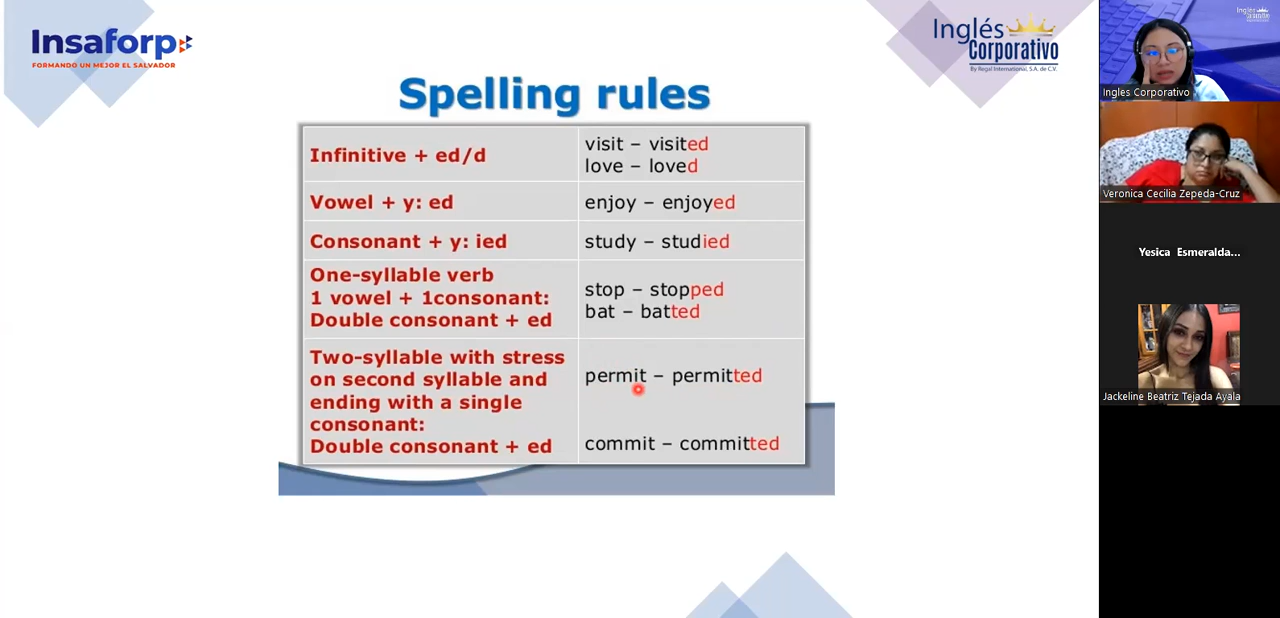 Insaforp
FORMANDO UN MEJOR EL SALVADOR
Inglés
Corporativo
By Regal International, S.A. de C.V.
Spelling rules
Infinitive + ed/d
visit – visited
love – loved
Vowel + y: ed
enjoy – enjoyed
Consonant + y: ied
study – studied
One-syllable verb
1 vowel + 1consonant:
Double consonant + ed
stop – stopped
bat – batted
Two-syllable with stress
on second syllable and
ending with a single
consonant:
Double consonant + ed
permit – permitted
commit – committed
Inglés
Ingles Corporativo
Veronica Cecilia Zepeda-Cruz
Yesica Esmeralda...
Jackeline Beatriz Tejada Ayala